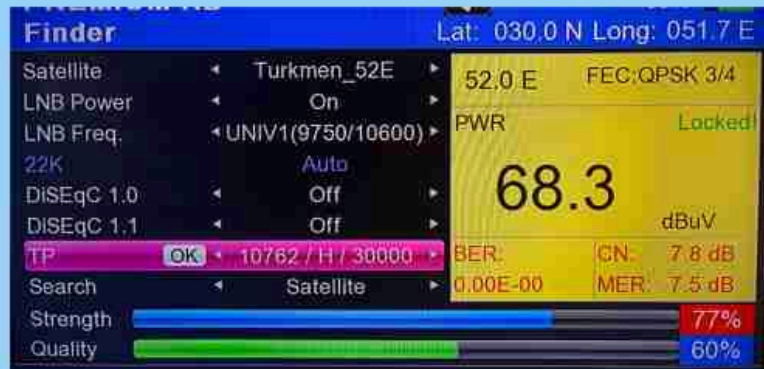 Finder
Lat: 030.0 N Long: 051.7 E
Satellite Turkmen_52E
LNB Power On
LNB Freq. UNIV1(9750/10600)
22K Auto
DiSEqC 1.0 Off
DiSEqC 1.1 Off
TP OK 10762 / H / 30000
Search Satellite
52.0 E FEC:QPSK 3/4
PWR Locked!
68.3
dBuV
BER: CN: 7.8 dB
0.00E-00 MER: 7.5 dB
Strength 77%
Quality 60%